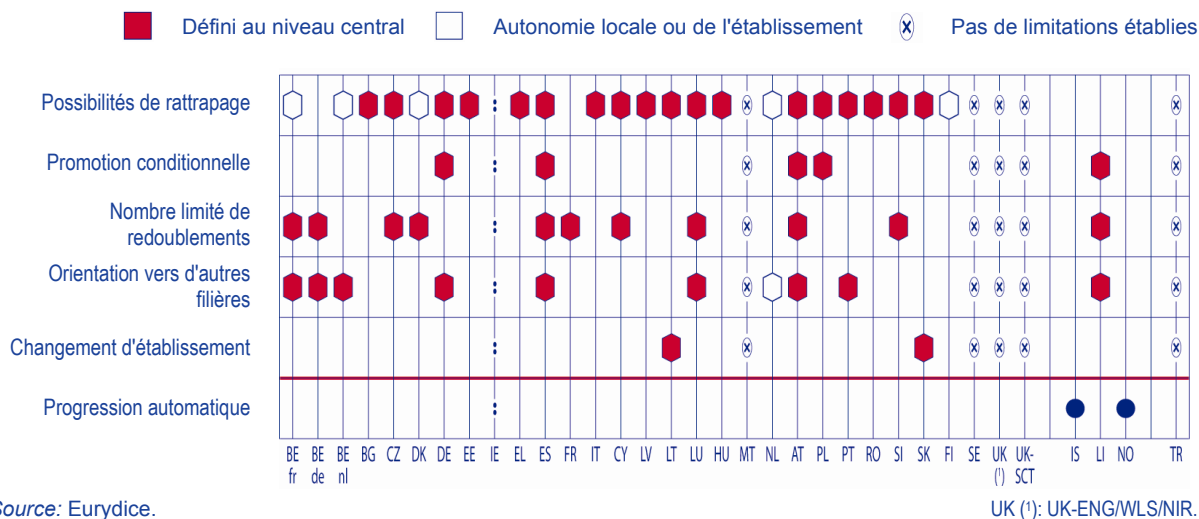 Défini au niveau central Autonomie locale ou de l'établissement Pas de limitations établies
Possibilités de rattrapage
Promotion conditionnelle
Nombre limité de
redoublements
Orientation vers d'autres
filières
Changement d'établissement
Progression automatique
BE BE BE BG CZ DK DE EE IE EL ES FR IT CY LV LT LU HU MT NL AT PL PT RO SI SK FI SE UK UK- IS LI NO TR
fr de nl (¹) SCT
Source: Eurydice. UK (¹): UK-ENG/WLS/NIR.